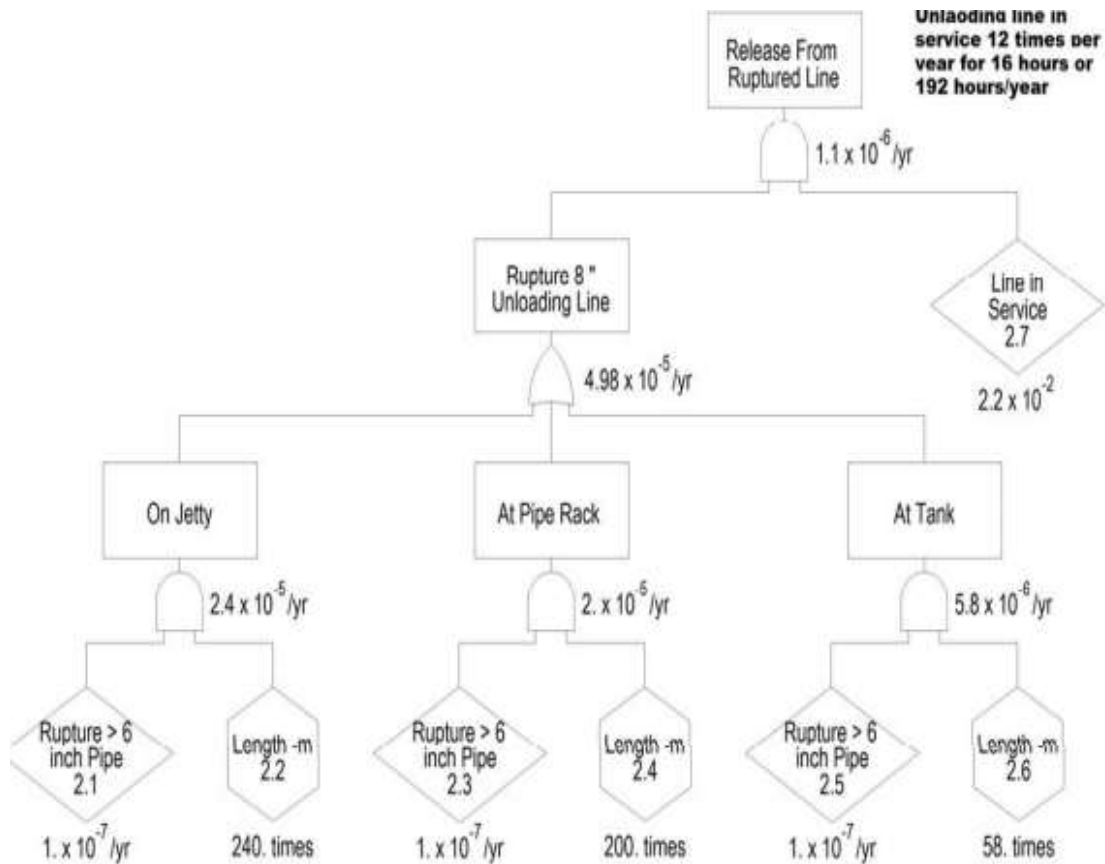 Release From
Ruptured Line
Unlaoding line in
service 12 times per
year for 16 hours or
192 hours/year
1.1 x 10⁻⁶/yr
Rupture 8 "
Unloading Line
Line in
Service
2.7
4.98 x 10⁻⁵/yr
2.2 x 10⁻²
On Jetty
At Pipe Rack
At Tank
2.4 x 10⁻⁵/yr
2. x 10⁻⁵/yr
5.8 x 10⁻⁶/yr
Rupture > 6
inch Pipe
2.1
Length -m
2.2
Rupture > 6
inch Pipe
2.3
Length -m
2.4
Rupture > 6
inch Pipe
2.5
Length -m
2.6
1. x 10⁻⁷/yr
240. times
1. x 10⁻⁷/yr
200. times
1. x 10⁻⁷/yr
58. times